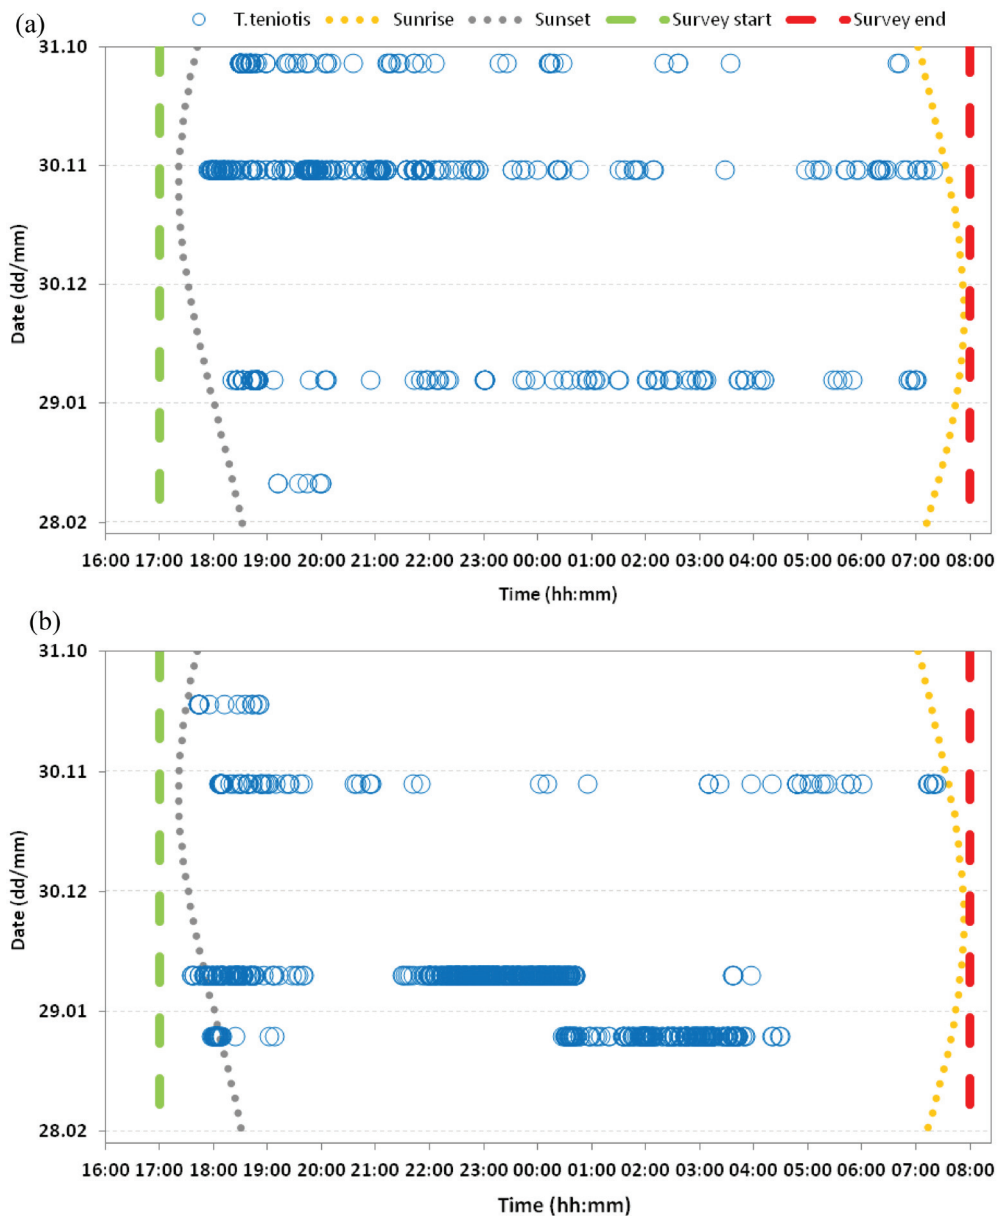 (a)
T.teniotis Sunrise Sunset Survey start Survey end
31.10
30.11
30.12
29.01
28.02
Date (dd/mm)
16:00 17:00 18:00 19:00 20:00 21:00 22:00 23:00 00:00 01:00 02:00 03:00 04:00 05:00 06:00 07:00 08:00
Time (hh:mm)
(b)
31.10
30.11
30.12
29.01
28.02
Date (dd/mm)
16:00 17:00 18:00 19:00 20:00 21:00 22:00 23:00 00:00 01:00 02:00 03:00 04:00 05:00 06:00 07:00 08:00
Time (hh:mm)